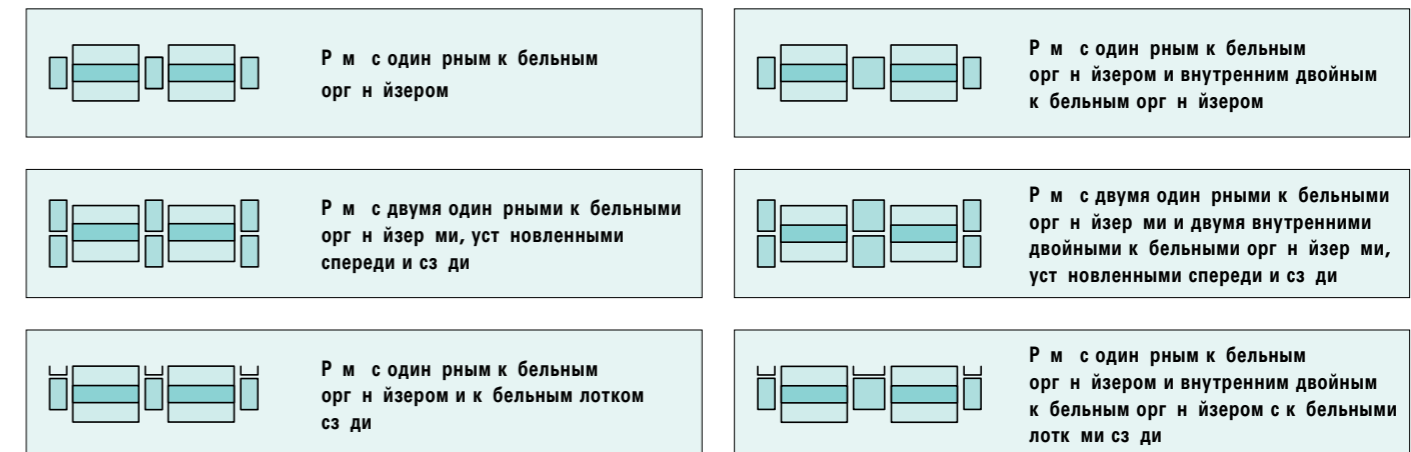 Р м с один рным к бельным
орг н йзером
Р м с один рным к бельным
орг н йзером и внутренним двойным
к бельным орг н йзером
Р м с двумя один рными к бельными
орг н йзер ми, уст новленными
спереди и сз ди
Р м с двумя один рными к бельными
орг н йзер ми и двумя внутренними
двойными к бельными орг н йзер ми,
уст новленными спереди и сз ди
Р м с один рным к бельным
орг н йзером и к бельным лотком
сз ди
Р м с один рным к бельным
орг н йзером и внутренним двойным
к бельным орг н йзером с к бельными
лотк ми сз ди